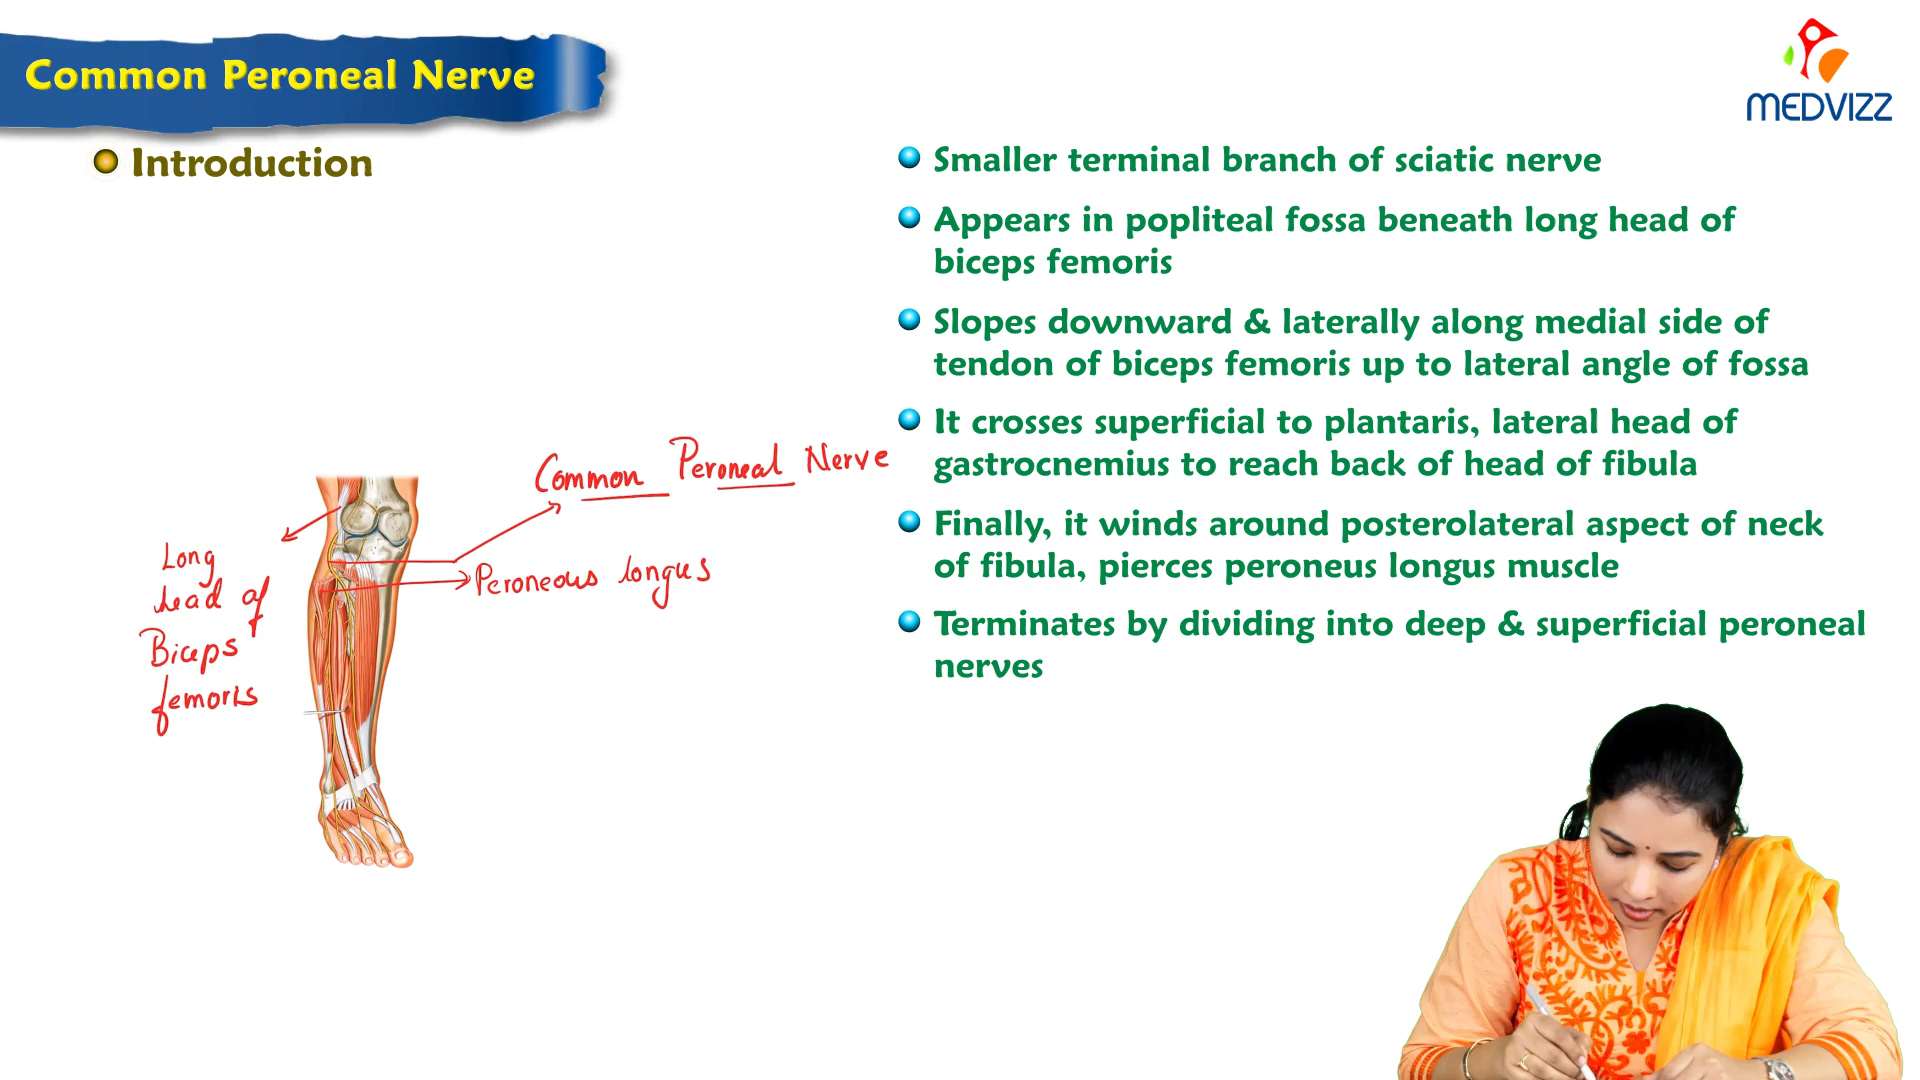 Common Peroneal Nerve
MEDVIZZ
Introduction
Smaller terminal branch of sciatic nerve
Appears in popliteal fossa beneath long head of
biceps femoris
Slopes downward & laterally along medial side of
tendon of biceps femoris up to lateral angle of fossa
It crosses superficial to plantaris, lateral head of
gastrocnemius to reach back of head of fibula
Finally, it winds around posterolateral aspect of neck
of fibula, pierces peroneus longus muscle
Terminates by dividing into deep & superficial peroneal
nerves
Common Peroneal Nerve
Peroneous longus
Long
head of
Biceps
femoris